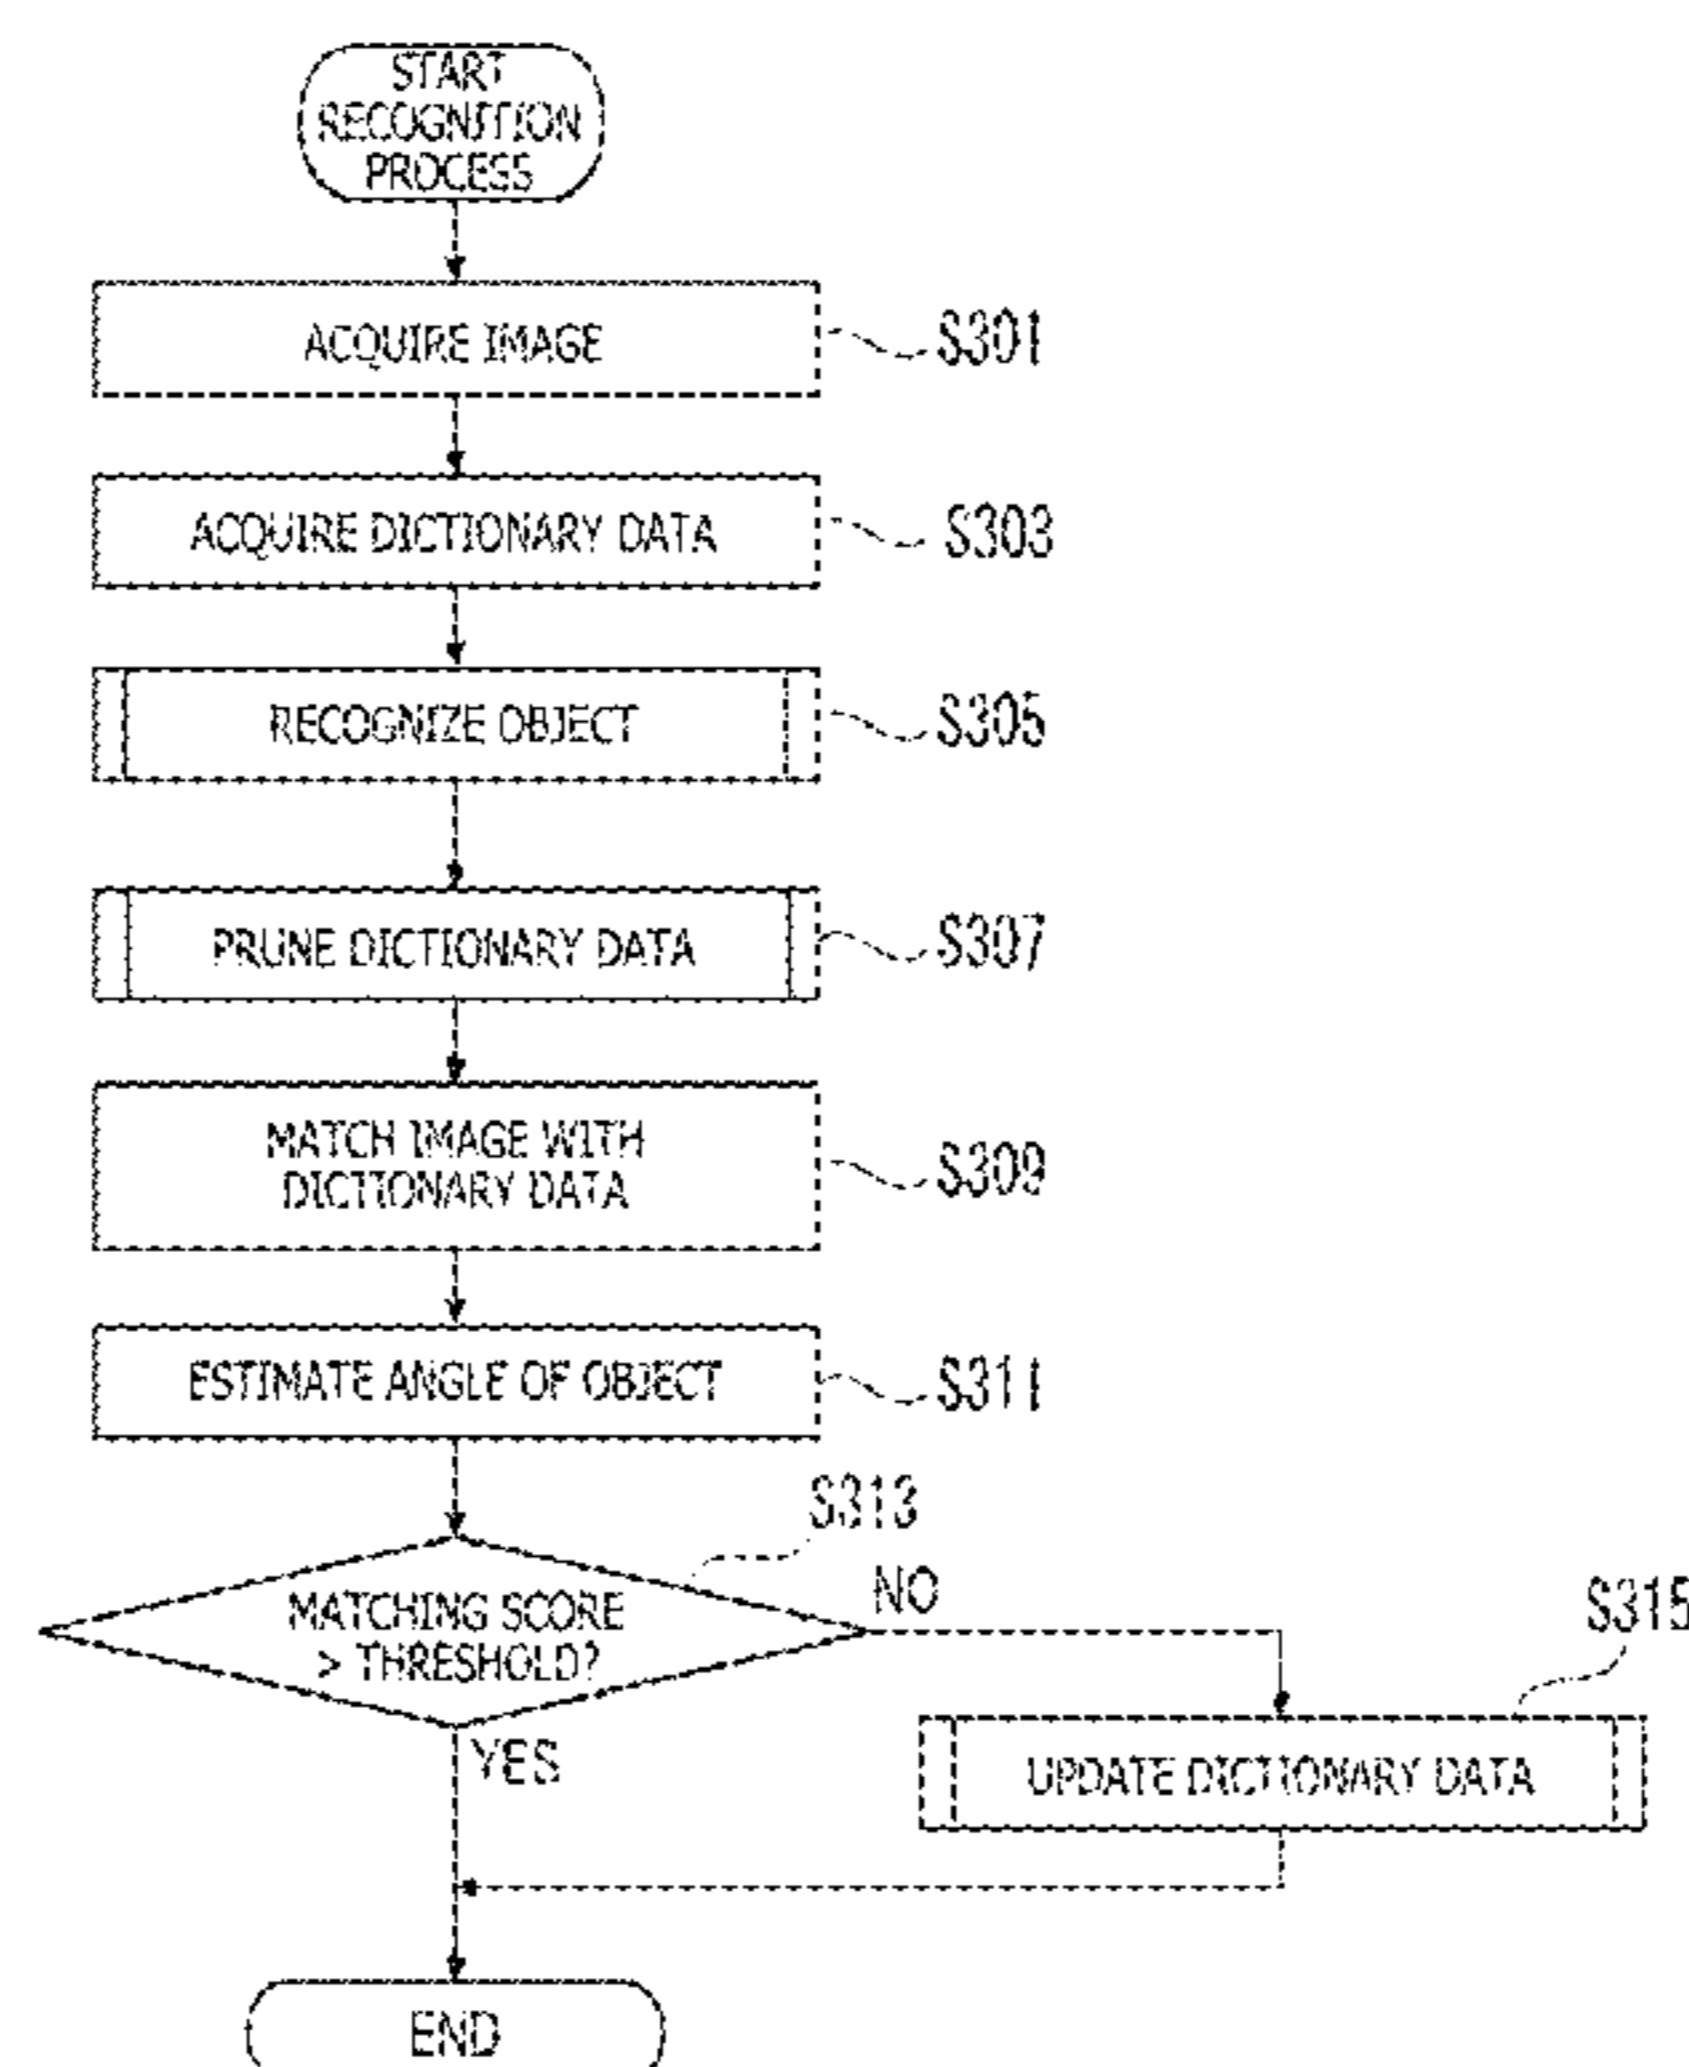 START
RECOGNITION
PROCESS
ACQUIRE IMAGE
S301
ACQUIRE DICTIONARY DATA
S303
RECOGNIZE OBJECT
S305
PRUNE DICTIONARY DATA
S307
MATCH IMAGE WITH
DICTIONARY DATA
S309
ESTIMATE ANGLE OF OBJECT
S311
S313
MATCHING SCORE
> THRESHOLD?
NO
S315
YES
UPDATE DICTIONARY DATA
END